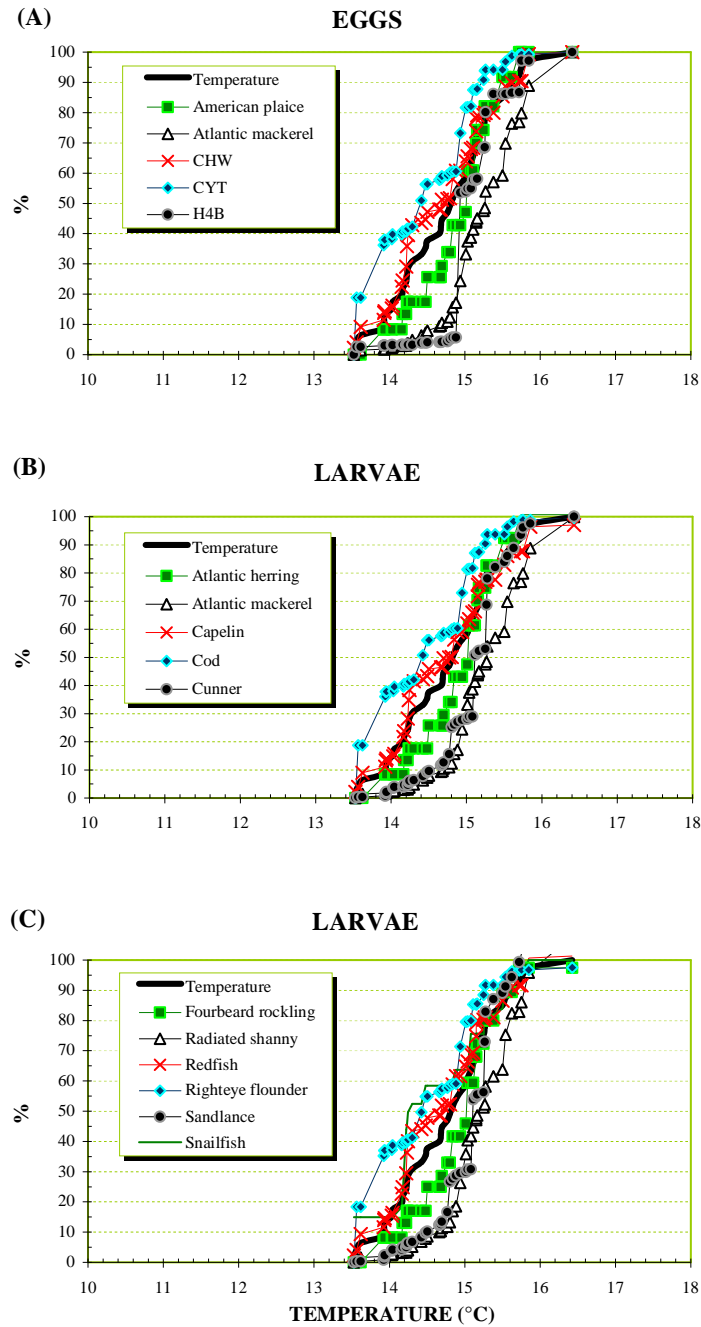 (A)
EGGS
100
90
80
70
60
50
40
30
20
10
0
%
Temperature
American plaice
Atlantic mackerel
CHW
CYT
H4B
10 11 12 13 14 15 16 17 18
(B)
LARVAE
100
90
80
70
60
50
40
30
20
10
0
%
Temperature
Atlantic herring
Atlantic mackerel
Capelin
Cod
Cunner
10 11 12 13 14 15 16 17 18
(C)
LARVAE
100
90
80
70
60
50
40
30
20
10
0
%
Temperature
Fourbeard rockling
Radiated shanny
Redfish
Righteye flounder
Sandlance
Snailfish
10 11 12 13 14 15 16 17 18
TEMPERATURE (°C)